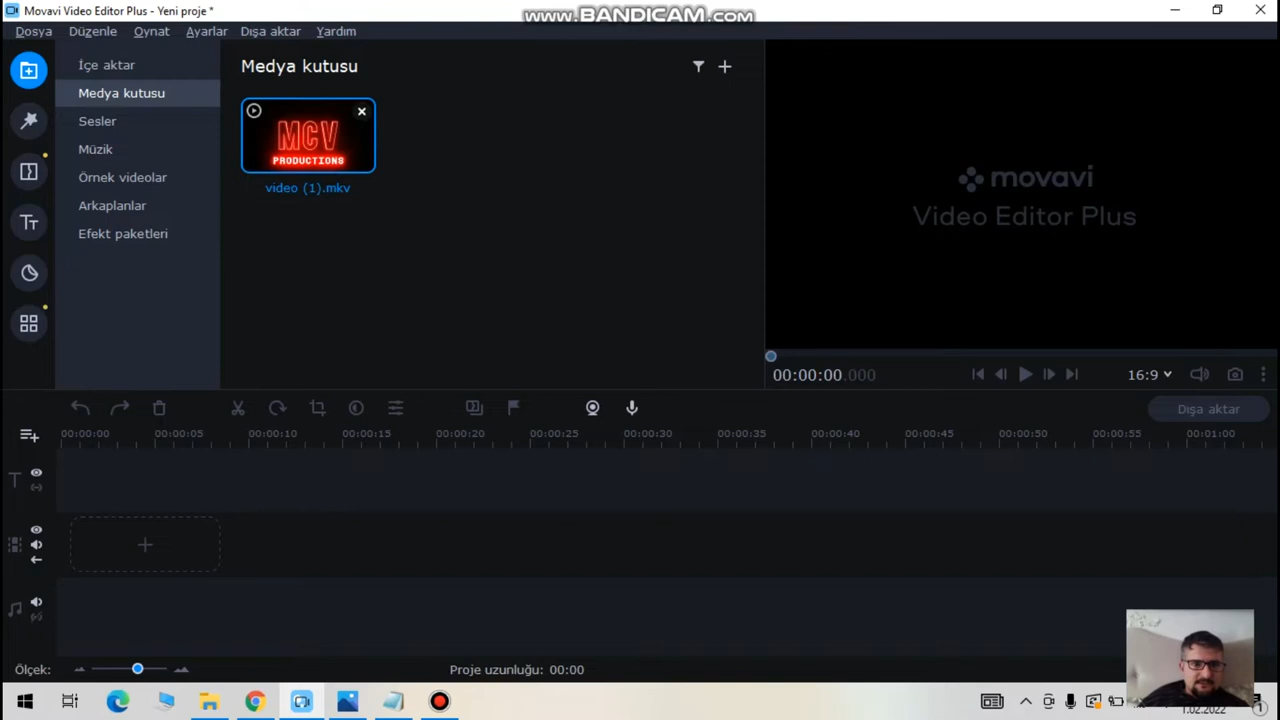 Movavi Video Editor Plus - Yeni proje *
www.BANDICAM.com
Dosya Düzenle Oynat Ayarlar Dışa aktar Yardım
İçe aktar
Medya kutusu
Sesler
Müzik
Örnek videolar
Arkaplanlar
Efekt paketleri
Medya kutusu
MCV
PRODUCTIONS
video (1).mkv
movavi
Video Editor Plus
00:00:00.000
16:9
Dışa aktar
00:00:00 00:00:05 00:00:10 00:00:15 00:00:20 00:00:25 00:00:30 00:00:35 00:00:40 00:00:45 00:00:50 00:00:55 00:01:00
Ölçek:
Proje uzunluğu: 00:00
1.02.2022